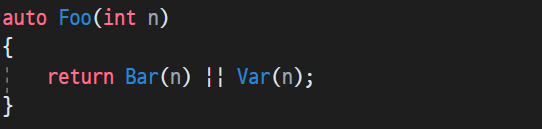 auto Foo(int n)
{
    return Bar(n) || Var(n);
}